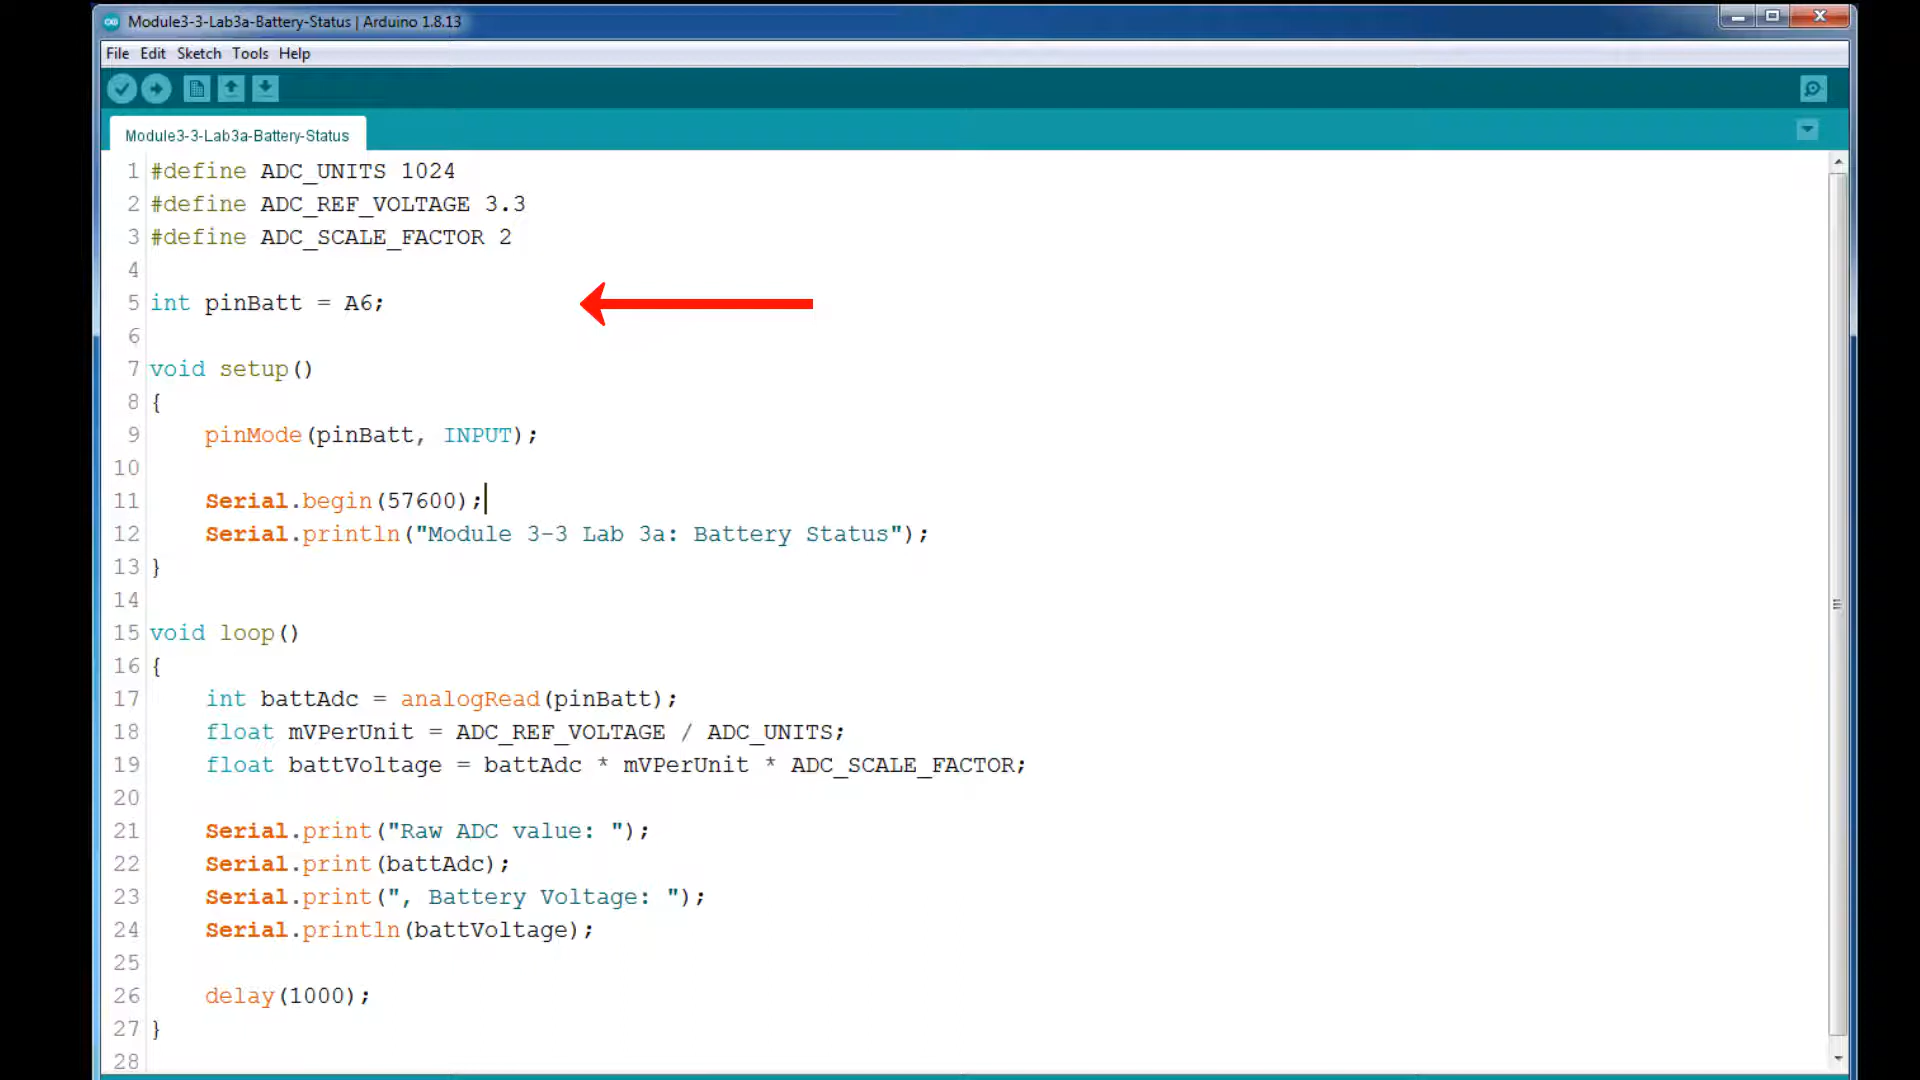 Module3-3-Lab3a-Battery-Status | Arduino 1.8.13
File Edit Sketch Tools Help
Module3-3-Lab3a-Battery-Status
1 #define ADC_UNITS 1024
2 #define ADC_REF_VOLTAGE 3.3
3 #define ADC_SCALE_FACTOR 2
4
5 int pinBatt = A6;
6
7 void setup()
8 {
9     pinMode(pinBatt, INPUT);
10
11     Serial.begin(57600);
12     Serial.println("Module 3-3 Lab 3a: Battery Status");
13 }
14
15 void loop()
16 {
17     int battAdc = analogRead(pinBatt);
18     float mVPerUnit = ADC_REF_VOLTAGE / ADC_UNITS;
19     float battVoltage = battAdc * mVPerUnit * ADC_SCALE_FACTOR;
20
21     Serial.print("Raw ADC value: ");
22     Serial.print(battAdc);
23     Serial.print(", Battery Voltage: ");
24     Serial.println(battVoltage);
25
26     delay(1000);
27 }
28